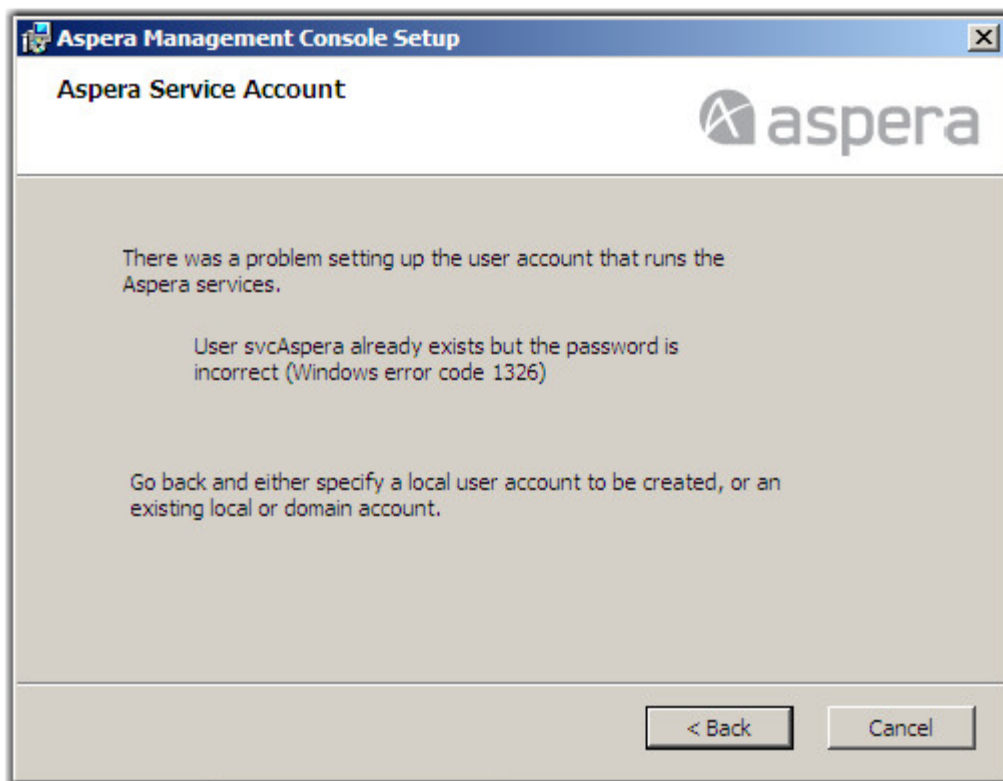 Aspera Management Console Setup
Aspera Service Account
aspera
There was a problem setting up the user account that runs the
Aspera services.
User svcAspera already exists but the password is
incorrect (Windows error code 1326)
Go back and either specify a local user account to be created, or an
existing local or domain account.
< Back
Cancel